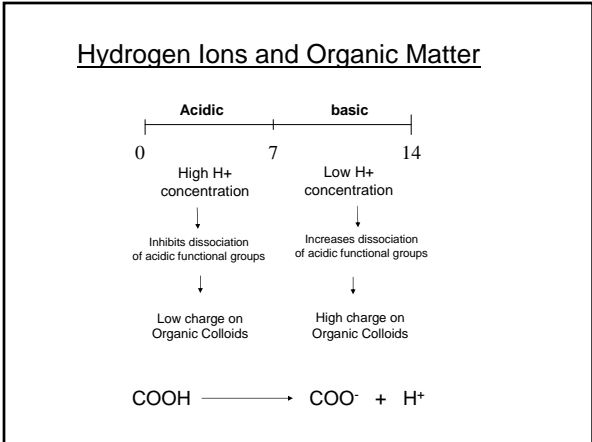 Hydrogen Ions and Organic Matter
Acidic basic
0 7 14
High H+
concentration
Low H+
concentration
Inhibits dissociation
of acidic functional groups
Increases dissociation
of acidic functional groups
Low charge on
Organic Colloids
High charge on
Organic Colloids
COOH COO- + H+